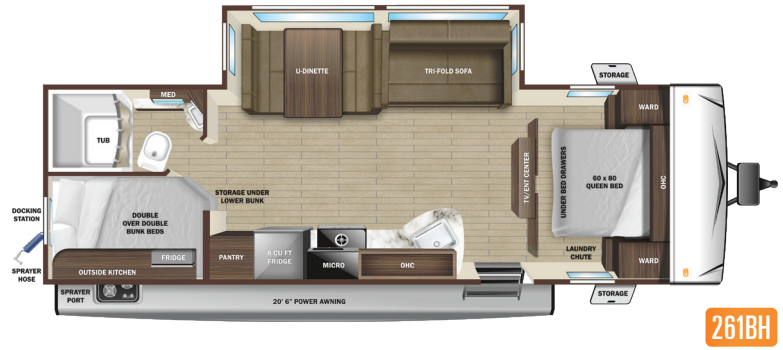 U-DINETTE
TRI-FOLD SOFA
STORAGE
MED
WARD
TUB
TV/ENT CENTER
UNDER BED DRAWERS
60 x 80
QUEEN BED
OHC
DOCKING
STATION
DOUBLE
OVER DOUBLE
BUNK BEDS
STORAGE UNDER
LOWER BUNK
SPRAYER
HOSE
FRIDGE
OUTSIDE KITCHEN
PANTRY
8 CU FT
FRIDGE
MICRO
OHC
LAUNDRY
CHUTE
WARD
SPRAYER
PORT
20' 6" POWER AWNING
STORAGE
261BH